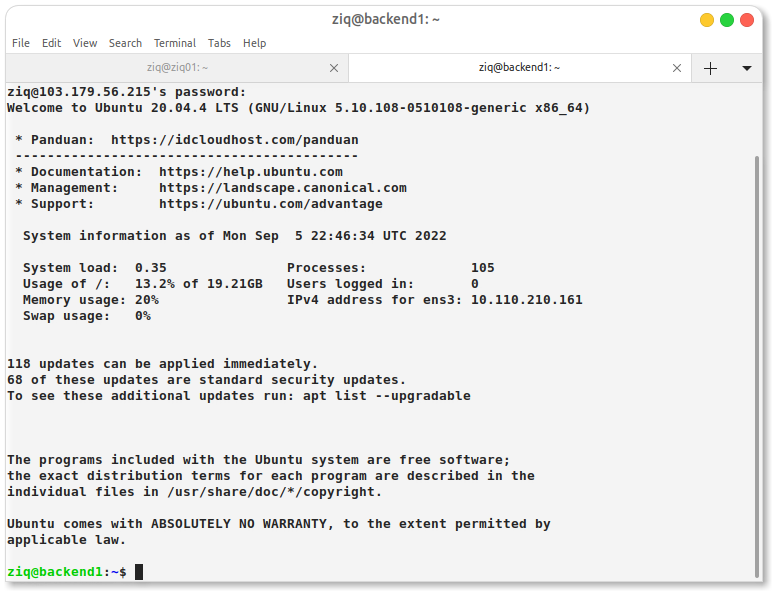 ziq@backend1: ~
File Edit View Search Terminal Tabs Help
ziq@ziq01: ~ ziq@backend1: ~
ziq@103.179.56.215's password:
Welcome to Ubuntu 20.04.4 LTS (GNU/Linux 5.10.108-0510108-generic x86_64)
* Panduan: https://idcloudhost.com/panduan
-------------------------------------------
* Documentation: https://help.ubuntu.com
* Management: https://landscape.canonical.com
* Support: https://ubuntu.com/advantage
System information as of Mon Sep 5 22:46:34 UTC 2022
System load: 0.35 Processes: 105
Usage of /: 13.2% of 19.21GB Users logged in: 0
Memory usage: 20% IPv4 address for ens3: 10.110.210.161
Swap usage: 0%
118 updates can be applied immediately.
68 of these updates are standard security updates.
To see these additional updates run: apt list --upgradable
The programs included with the Ubuntu system are free software;
the exact distribution terms for each program are described in the
individual files in /usr/share/doc/*/copyright.
Ubuntu comes with ABSOLUTELY NO WARRANTY, to the extent permitted by
applicable law.
ziq@backend1:~$